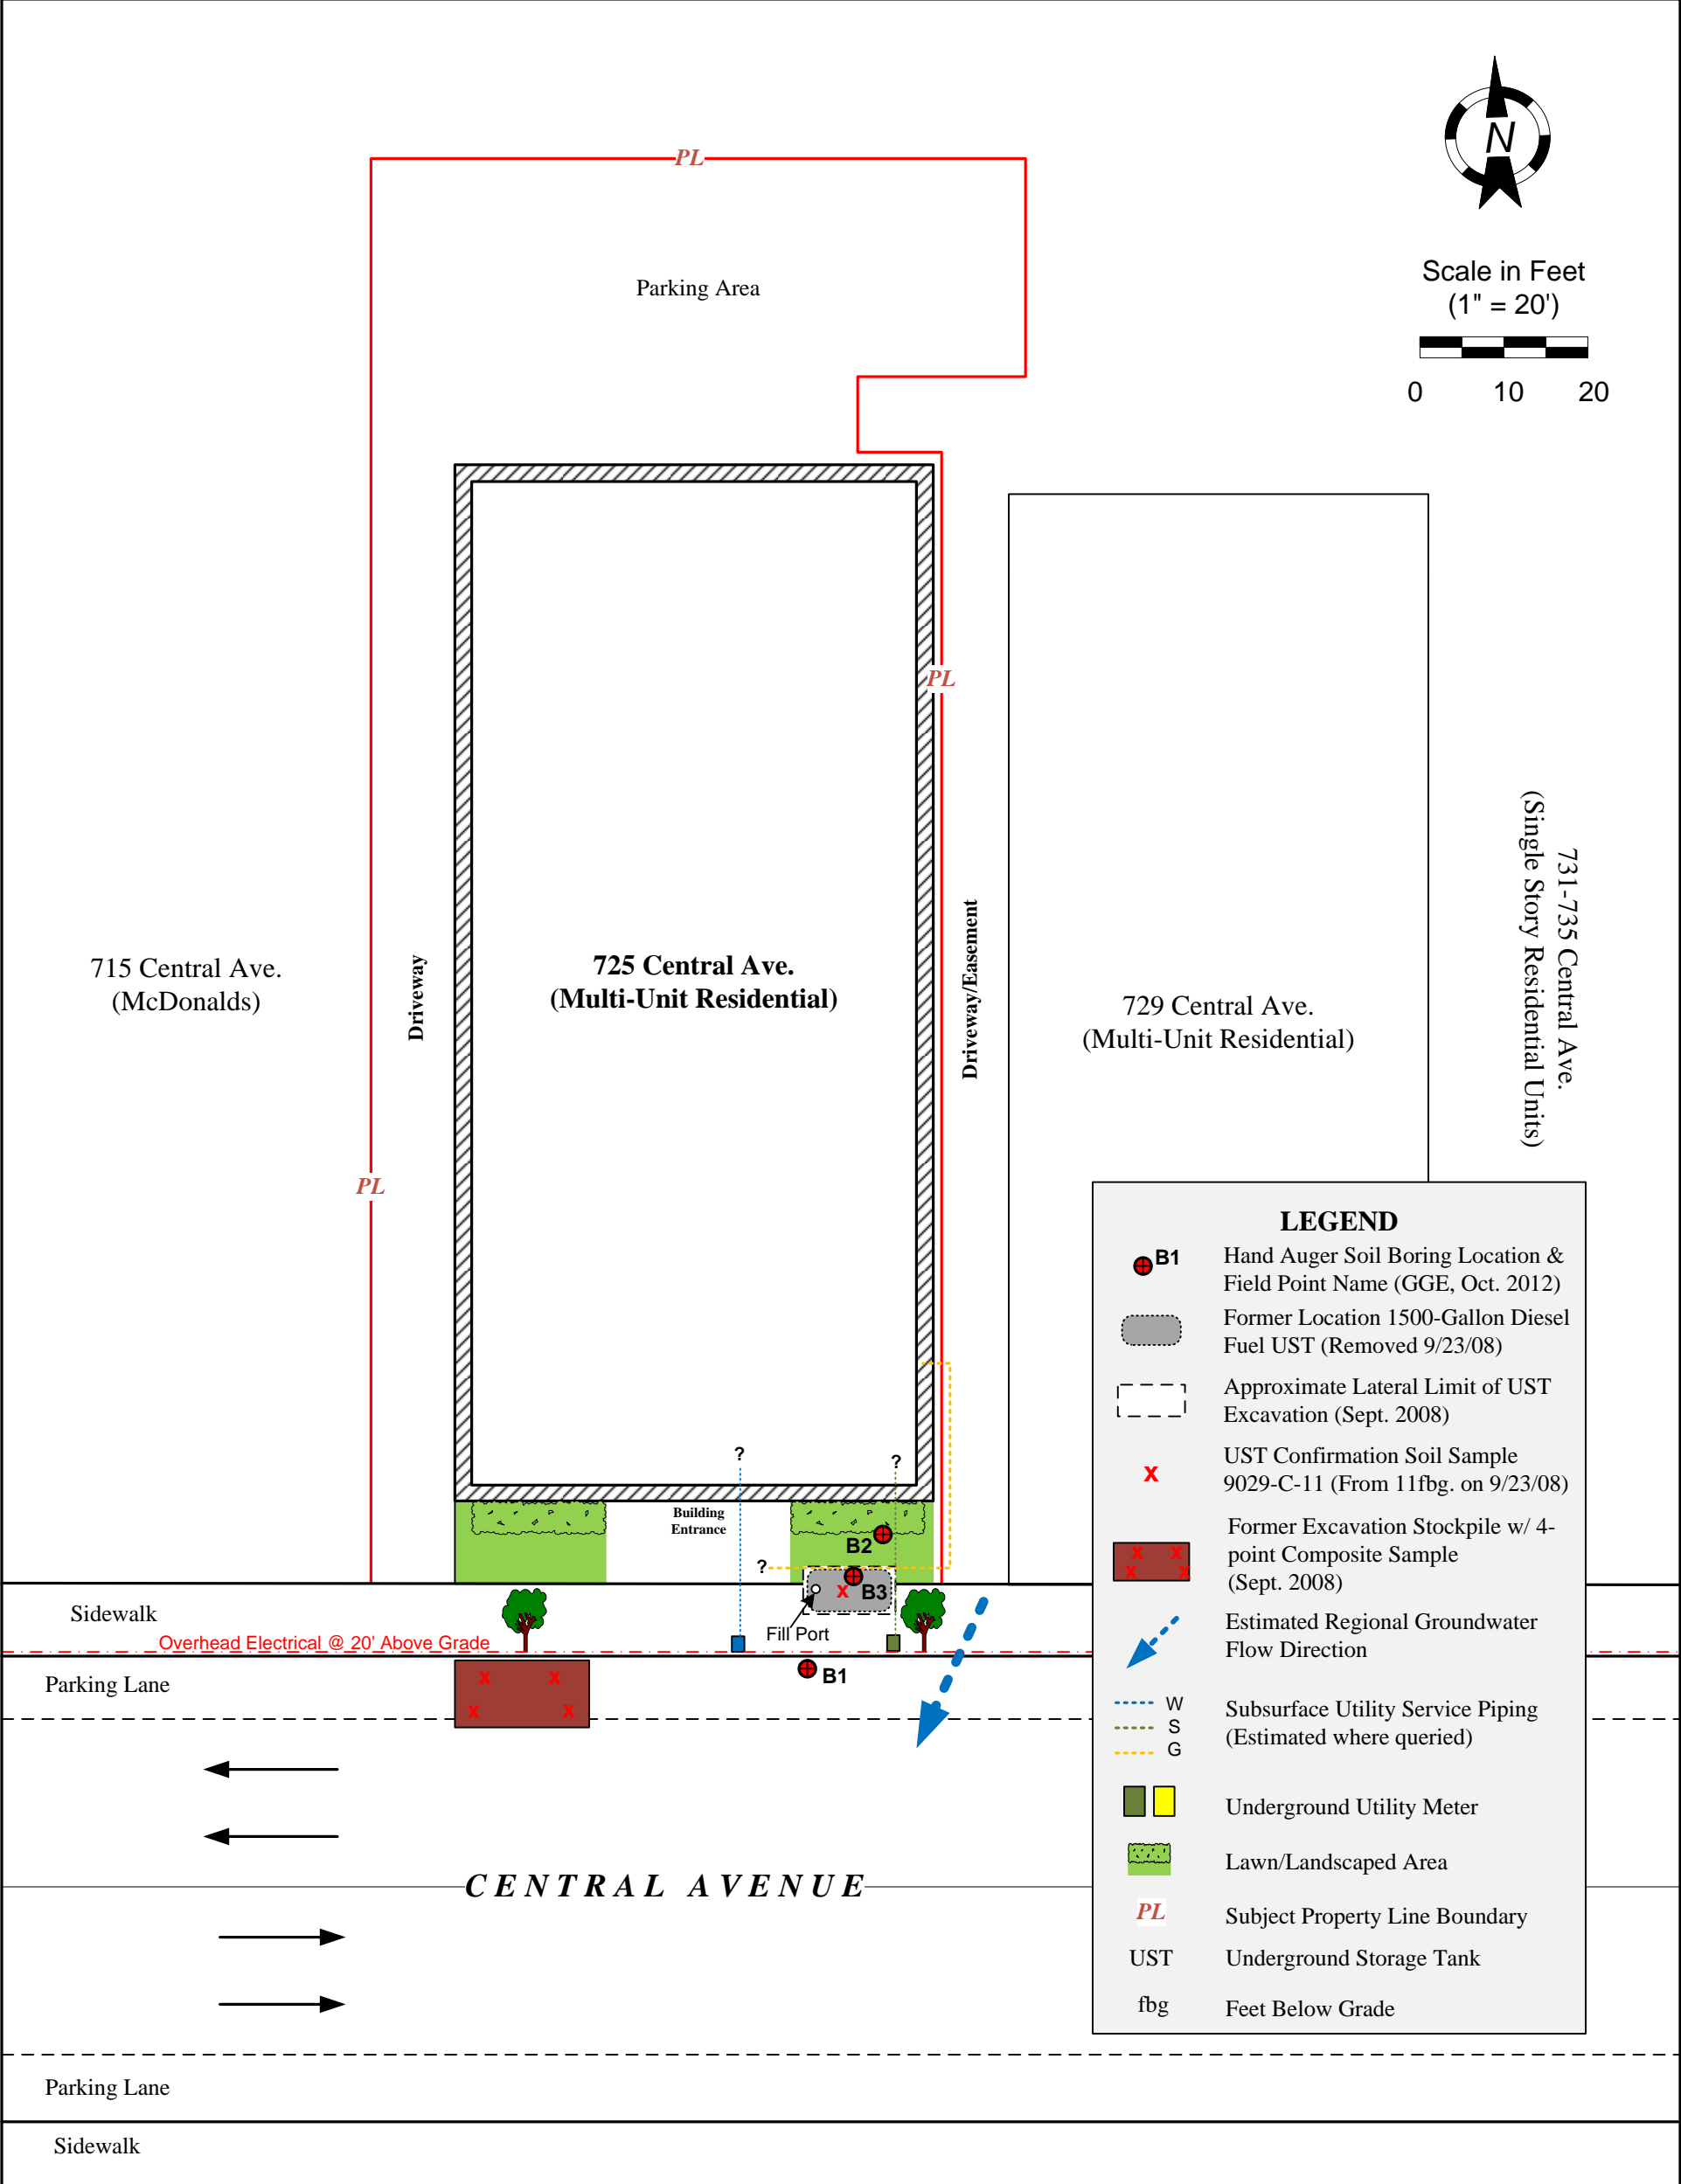 N
Scale in Feet
(1" = 20')
0 10 20
PL
Parking Area
PL
715 Central Ave.
(McDonalds)
Driveway
725 Central Ave.
(Multi-Unit Residential)
Driveway/Easement
729 Central Ave.
(Multi-Unit Residential)
731-735 Central Ave.
(Single Story Residential Units)
PL
?
?
Building
Entrance
B2
?
B3
Fill Port
Sidewalk
Overhead Electrical @ 20' Above Grade
Parking Lane
x x
x x
x
B1
CENTRAL AVENUE
Parking Lane
Sidewalk
LEGEND
B1 Hand Auger Soil Boring Location &
Field Point Name (GGE, Oct. 2012)
Former Location 1500-Gallon Diesel
Fuel UST (Removed 9/23/08)
Approximate Lateral Limit of UST
Excavation (Sept. 2008)
x UST Confirmation Soil Sample
9029-C-11 (From 11fbg. on 9/23/08)
x x
x x
Former Excavation Stockpile w/ 4-
point Composite Sample
(Sept. 2008)
Estimated Regional Groundwater
Flow Direction
W
S
G
Subsurface Utility Service Piping
(Estimated where queried)
Underground Utility Meter
Lawn/Landscaped Area
PL Subject Property Line Boundary
UST Underground Storage Tank
fbg Feet Below Grade